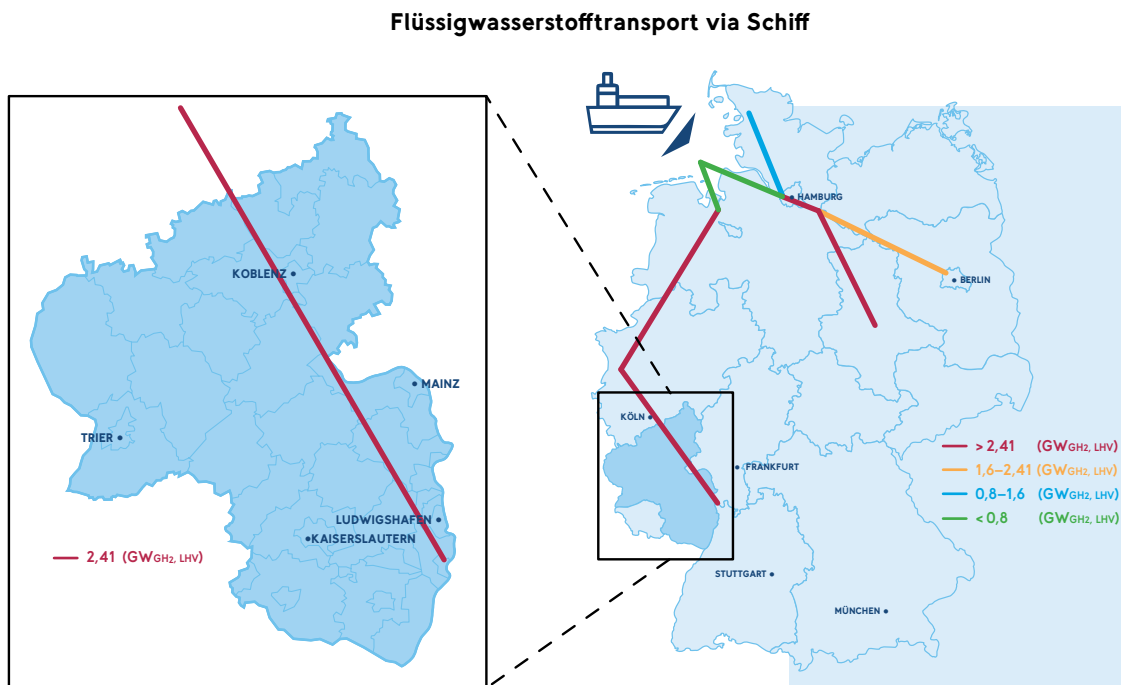 Flüssigwasserstofftransport via Schiff
KOBLENZ
MAINZ
TRIER
LUDWIGSHAFEN
KAISERSLAUTERN
2,41 (GWGH2, LHV)
HAMBURG
BERLIN
KÖLN
FRANKFURT
> 2,41 (GWGH2, LHV)
1,6–2,41 (GWGH2, LHV)
0,8–1,6 (GWGH2, LHV)
< 0,8 (GWGH2, LHV)
STUTTGART
MÜNCHEN